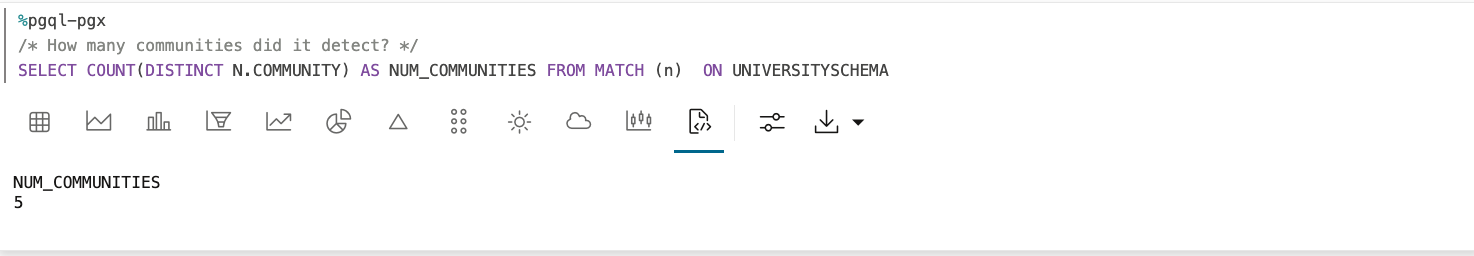 %pgql-pgx
/* How many communities did it detect? */
SELECT COUNT(DISTINCT N.COMMUNITY) AS NUM_COMMUNITIES FROM MATCH (n)  ON UNIVERSITYSCHEMA
NUM_COMMUNITIES
5